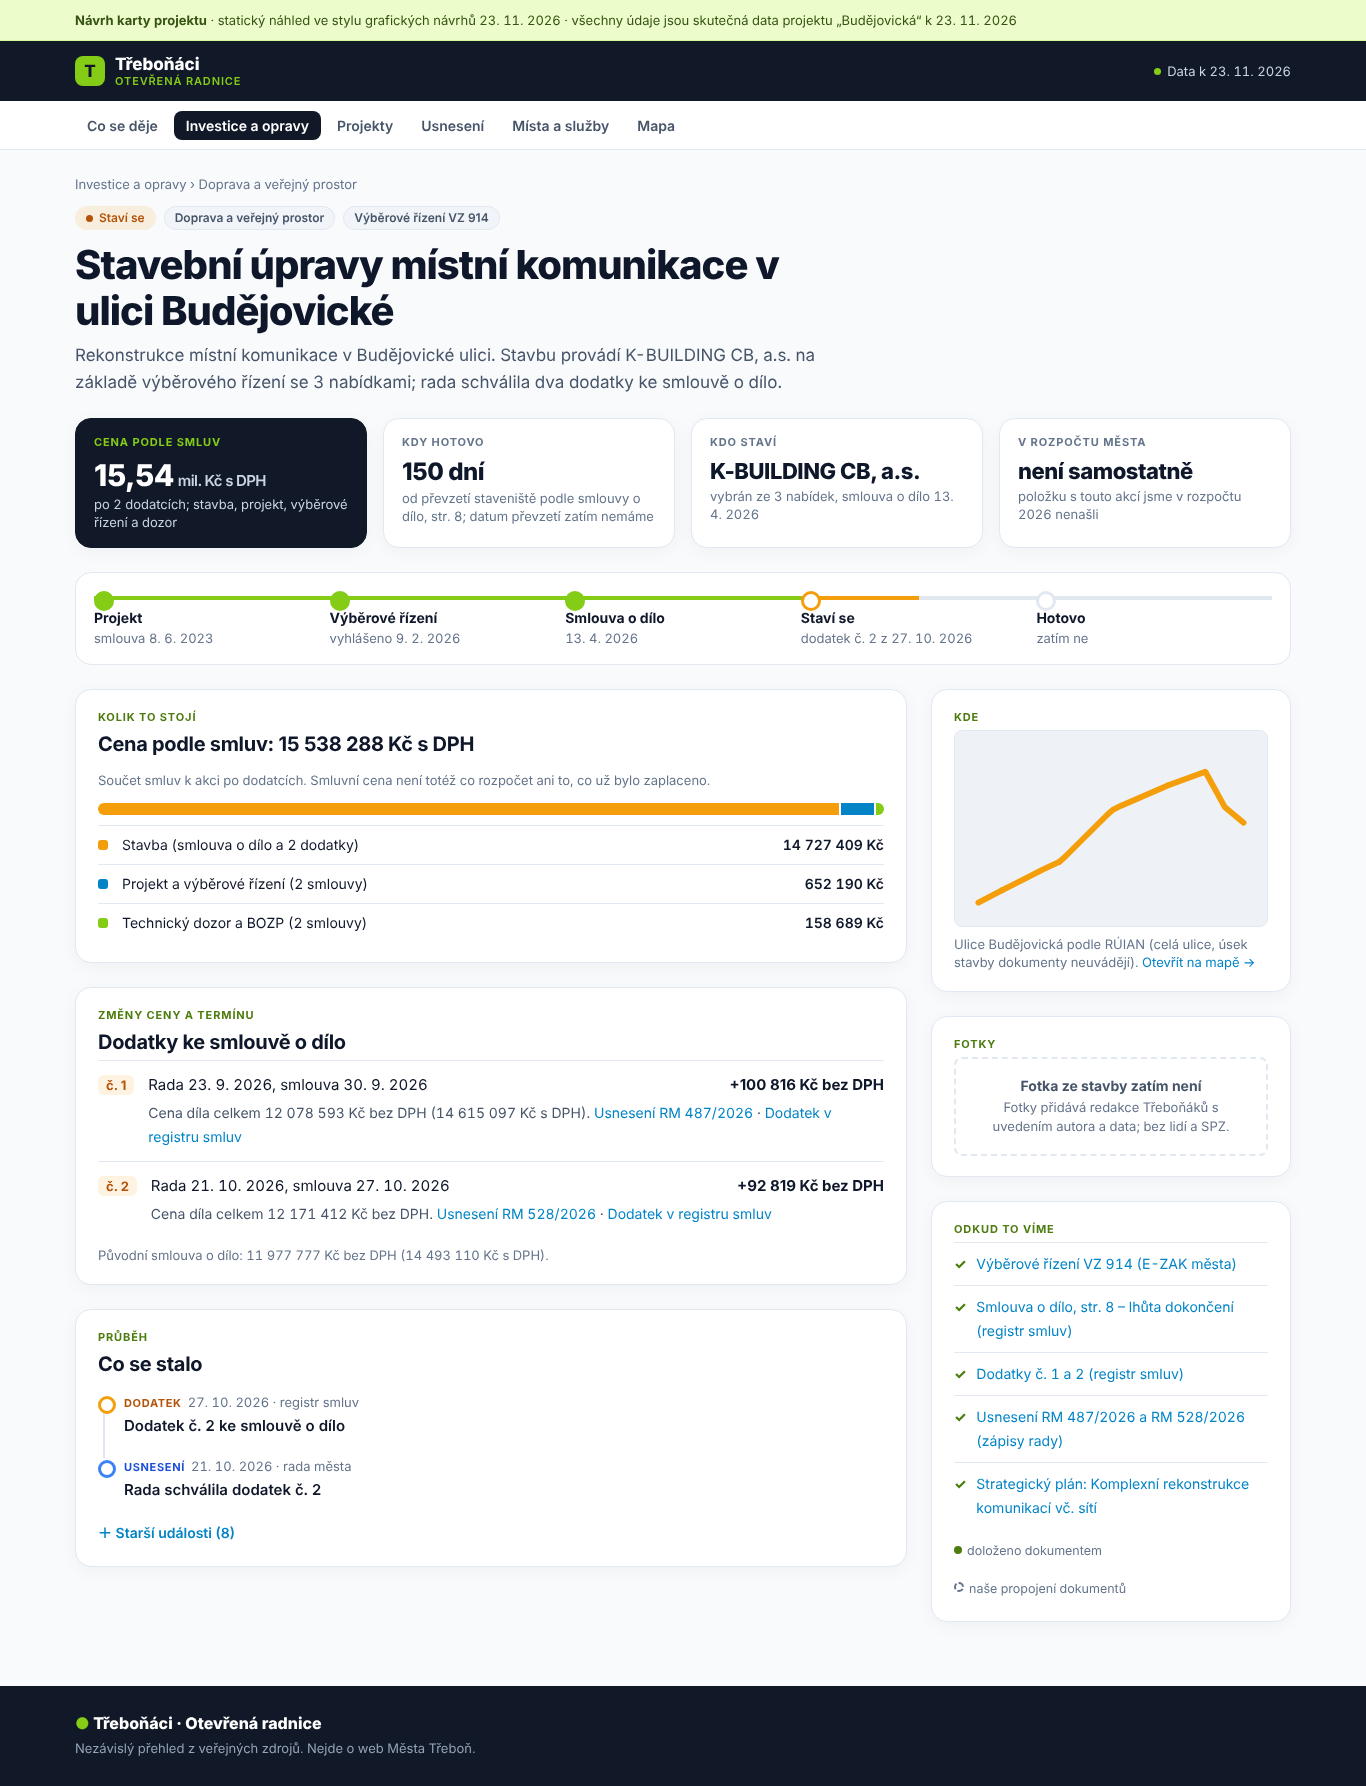 Návrh karty projektu · statický náhled ve stylu grafických návrhů 23. 11. 2026 · všechny údaje jsou skutečná data projektu „Budějovická“ k 23. 11. 2026
T
Třeboňáci
OTEVŘENÁ RADNICE
Data k 23. 11. 2026
Co se děje
Investice a opravy
Projekty
Usnesení
Místa a služby
Mapa
Investice a opravy › Doprava a veřejný prostor
Staví se
Doprava a veřejný prostor
Výběrové řízení VZ 914
Stavební úpravy místní komunikace v
ulici Budějovické
Rekonstrukce místní komunikace v Budějovické ulici. Stavbu provádí K-BUILDING CB, a.s. na
základě výběrového řízení se 3 nabídkami; rada schválila dva dodatky ke smlouvě o dílo.
CENA PODLE SMLUV
15,54 mil. Kč s DPH
po 2 dodatcích; stavba, projekt, výběrové
řízení a dozor
KDY HOTOVO
150 dní
od převzetí staveniště podle smlouvy o
dílo, str. 8; datum převzetí zatím nemáme
KDO STAVÍ
K-BUILDING CB, a.s.
vybrán ze 3 nabídek, smlouva o dílo 13.
4. 2026
V ROZPOČTU MĚSTA
není samostatně
položku s touto akcí jsme v rozpočtu
2026 nenašli
Projekt
smlouva 8. 6. 2023
Výběrové řízení
vyhlášeno 9. 2. 2026
Smlouva o dílo
13. 4. 2026
Staví se
dodatek č. 2 z 27. 10. 2026
Hotovo
zatím ne
KOLIK TO STOJÍ
Cena podle smluv: 15 538 288 Kč s DPH
Součet smluv k akci po dodatcích. Smluvní cena není totéž co rozpočet ani to, co už bylo zaplaceno.
Stavba (smlouva o dílo a 2 dodatky)
14 727 409 Kč
Projekt a výběrové řízení (2 smlouvy)
652 190 Kč
Technický dozor a BOZP (2 smlouvy)
158 689 Kč
ZMĚNY CENY A TERMÍNU
Dodatky ke smlouvě o dílo
č. 1
Rada 23. 9. 2026, smlouva 30. 9. 2026
+100 816 Kč bez DPH
Cena díla celkem 12 078 593 Kč bez DPH (14 615 097 Kč s DPH). Usnesení RM 487/2026 · Dodatek v
registru smluv
č. 2
Rada 21. 10. 2026, smlouva 27. 10. 2026
+92 819 Kč bez DPH
Cena díla celkem 12 171 412 Kč bez DPH. Usnesení RM 528/2026 · Dodatek v registru smluv
Původní smlouva o dílo: 11 977 777 Kč bez DPH (14 493 110 Kč s DPH).
PRŮBĚH
Co se stalo
DODATEK 27. 10. 2026 · registr smluv
Dodatek č. 2 ke smlouvě o dílo
USNESENÍ 21. 10. 2026 · rada města
Rada schválila dodatek č. 2
+ Starší události (8)
KDE
Ulice Budějovická podle RÚIAN (celá ulice, úsek
stavby dokumenty neuvádějí). Otevřít na mapě →
FOTKY
Fotka ze stavby zatím není
Fotky přidává redakce Třeboňáků s
uvedením autora a data; bez lidí a SPZ.
ODKUD TO VÍME
✓ Výběrové řízení VZ 914 (E-ZAK města)
✓ Smlouva o dílo, str. 8 – lhůta dokončení
(registr smluv)
✓ Dodatky č. 1 a 2 (registr smluv)
✓ Usnesení RM 487/2026 a RM 528/2026
(zápisy rady)
✓ Strategický plán: Komplexní rekonstrukce
komunikací vč. sítí
doloženo dokumentem
naše propojení dokumentů
Třeboňáci · Otevřená radnice
Nezávislý přehled z veřejných zdrojů. Nejde o web Města Třeboň.